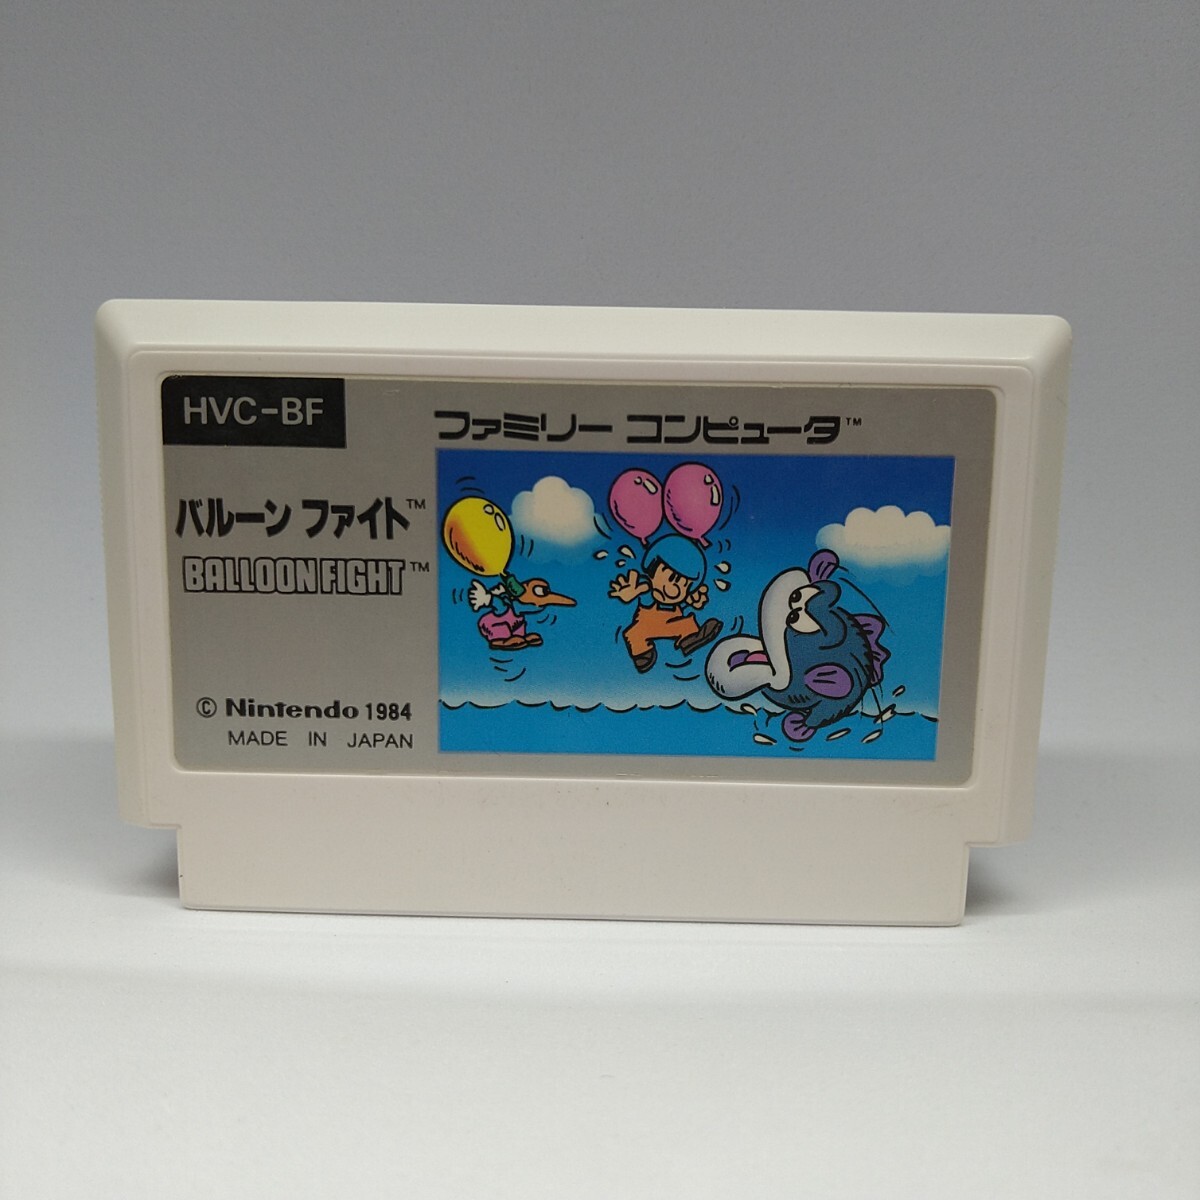 HVC-BF
ファミリー コンピュータ™
バルーン ファイト™
BALLOON FIGHT™
© Nintendo 1984
MADE IN JAPAN